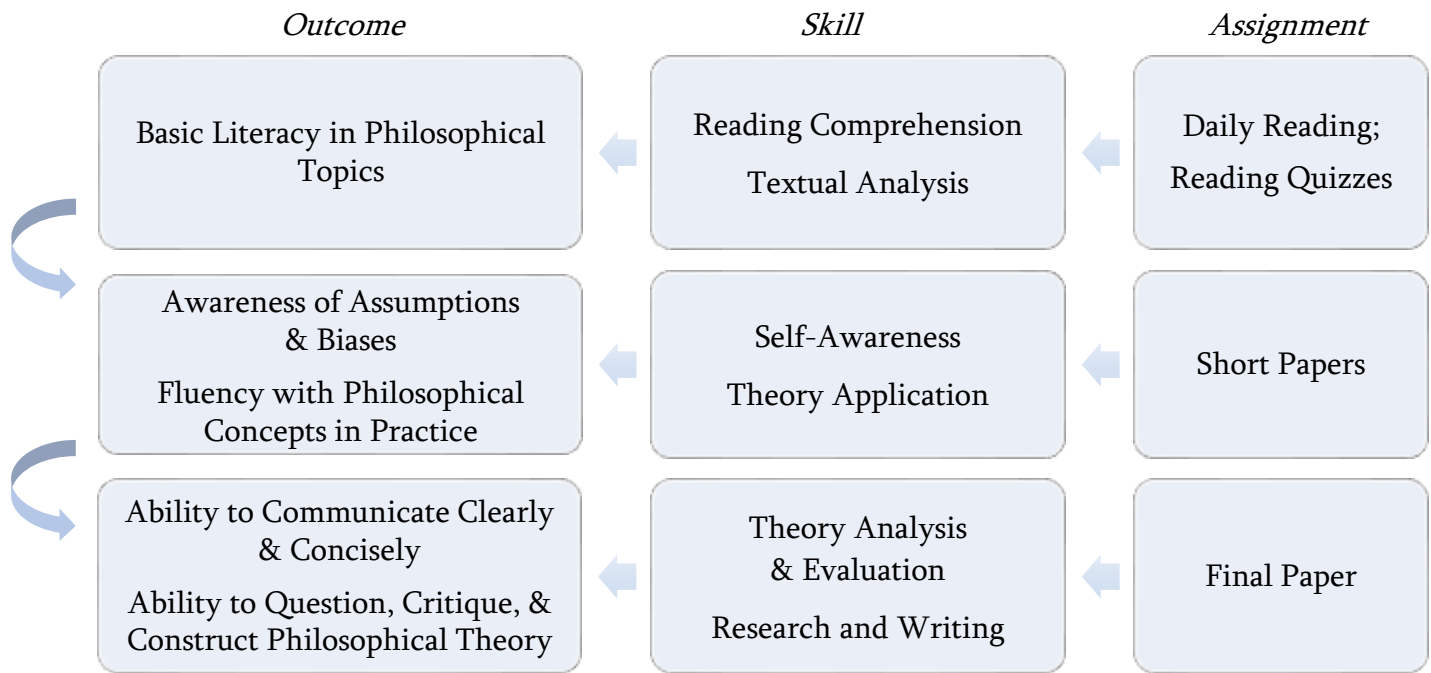 Outcome
Skill
Assignment
Basic Literacy in Philosophical
Topics
Reading Comprehension
Textual Analysis
Daily Reading;
Reading Quizzes
Awareness of Assumptions
& Biases
Fluency with Philosophical
Concepts in Practice
Self-Awareness
Theory Application
Short Papers
Ability to Communicate Clearly
& Concisely
Ability to Question, Critique, &
Construct Philosophical Theory
Theory Analysis
& Evaluation
Research and Writing
Final Paper